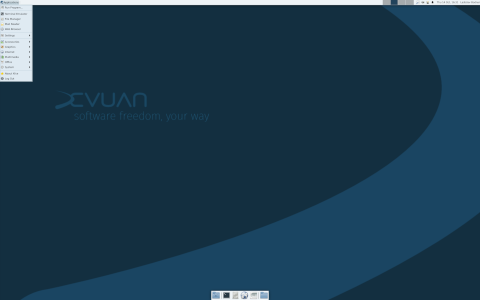 Applications
Run Program...
Terminal Emulator
File Manager
Mail Reader
Web Browser
Settings
Accessories
Graphics
Internet
Multimedia
Office
System
About Xfce
Log Out
DEVUAN
software freedom, your way